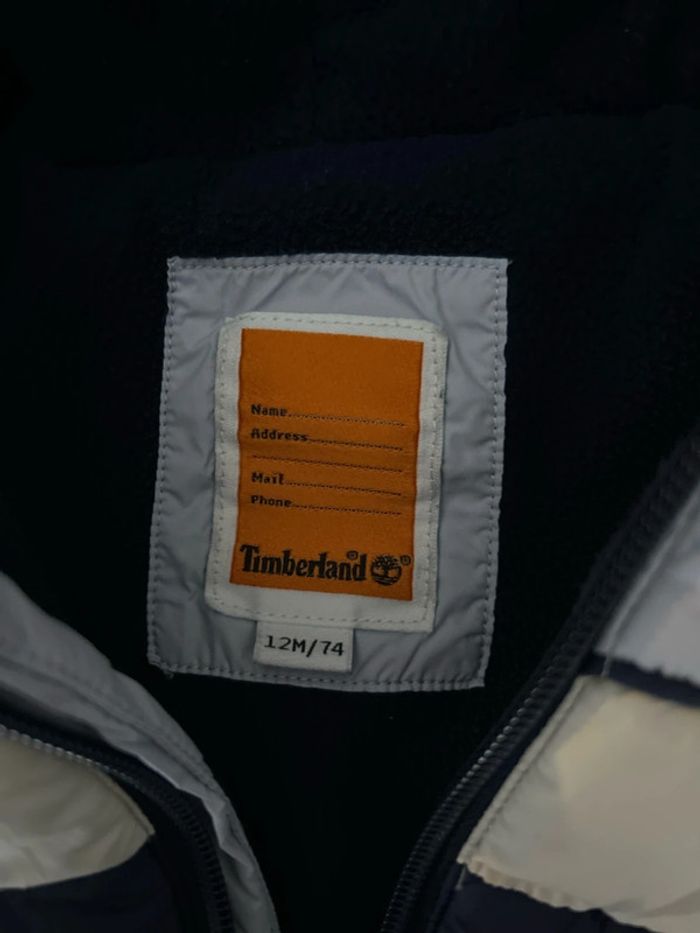 Name
Address
Mail
Phone
Timberland®
®
12M/74